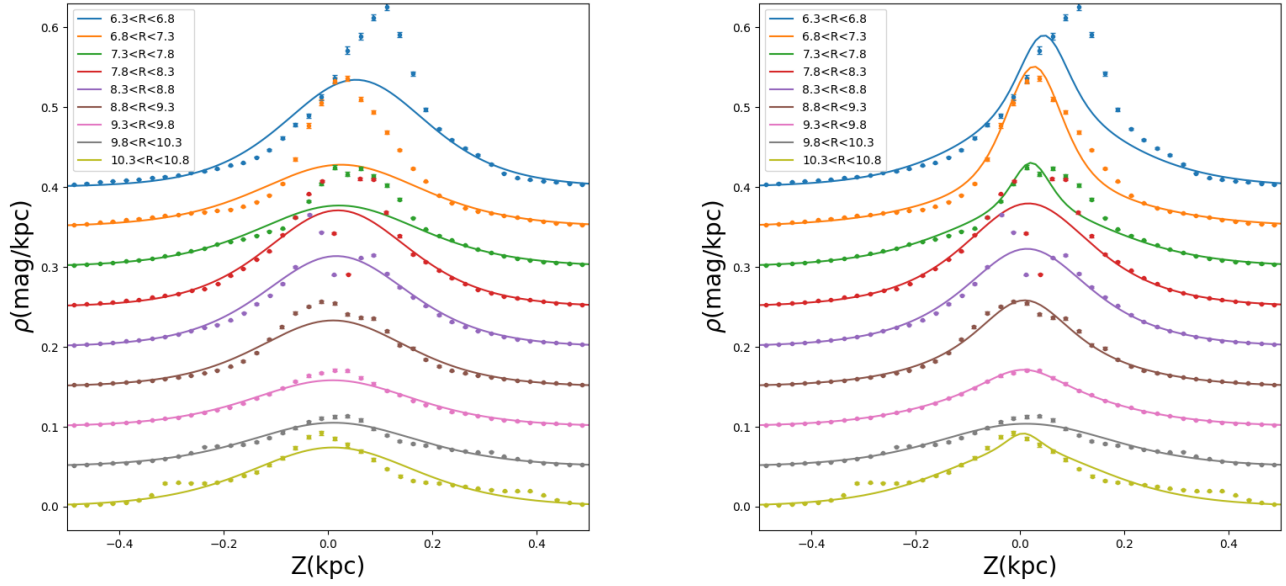 6.3<R<6.8
6.8<R<7.3
7.3<R<7.8
7.8<R<8.3
8.3<R<8.8
8.8<R<9.3
9.3<R<9.8
9.8<R<10.3
10.3<R<10.8
0.6
0.5
0.4
0.3
0.2
0.1
0.0
ρ(mag/kpc)
−0.4
−0.2
0.0
0.2
0.4
Z(kpc)
6.3<R<6.8
6.8<R<7.3
7.3<R<7.8
7.8<R<8.3
8.3<R<8.8
8.8<R<9.3
9.3<R<9.8
9.8<R<10.3
10.3<R<10.8
0.6
0.5
0.4
0.3
0.2
0.1
0.0
ρ(mag/kpc)
−0.4
−0.2
0.0
0.2
0.4
Z(kpc)